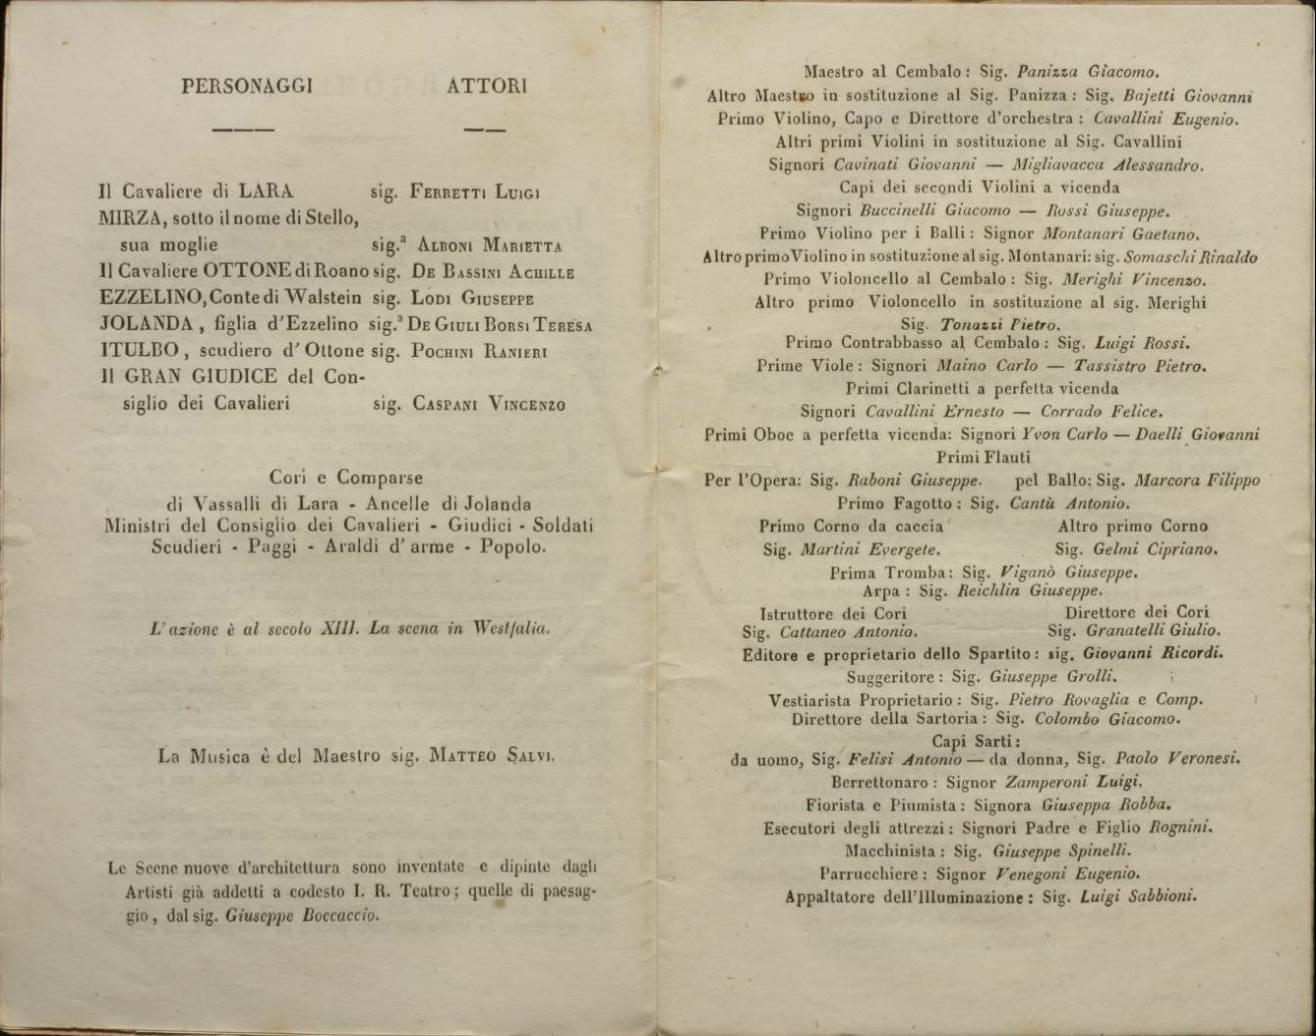 PERSONAGGI ATTORI
Il Cavaliere di LARA sig. FERRETTI LUIGI
MIRZA, sotto il nome di Stello,
sua moglie sig.ª ALBONI MARIETTA
Il Cavaliere OTTONE di Roano sig. DE BASSINI ACHILLE
EZZELINO, Conte di Walstein sig. LODI GIUSEPPE
JOLANDA, figlia d'Ezzelino sig.ª DE GIULI BORSI TERESA
ITULBO, scudiero d'Ottone sig. POCHINI RANIERI
Il GRAN GIUDICE del Con-
siglio dei Cavalieri sig. CASPANI VINCENZO
Cori e Comparse
di Vassalli di Lara - Ancelle di Jolanda
Ministri del Consiglio dei Cavalieri - Giudici - Soldati
Scudieri - Paggi - Araldi d'arme - Popolo.
L'azione è al secolo XIII. La scena in Westfalia.
La Musica è del Maestro sig. MATTEO SALVI.
Le Scene nuove d'architettura sono inventate e dipinte dagli
Artisti già addetti a codesto I. R. Teatro; quelle di paesag-
gio, dal sig. Giuseppe Boccaccio.
Maestro al Cembalo: Sig. Panizza Giacomo.
Altro Maestro in sostituzione al Sig. Panizza: Sig. Bajetti Giovanni
Primo Violino, Capo e Direttore d'orchestra: Cavallini Eugenio.
Altri primi Violini in sostituzione al Sig. Cavallini
Signori Cavinati Giovanni — Migliavacca Alessandro.
Capi dei secondi Violini a vicenda
Signori Buccinelli Giacomo — Rossi Giuseppe.
Primo Violino per i Balli: Signor Montanari Gaetano.
Altro primo Violino in sostituzione al sig. Montanari: sig. Somaschi Rinaldo
Primo Violoncello al Cembalo: Sig. Merighi Vincenzo.
Altro primo Violoncello in sostituzione al sig. Merighi
Sig. Tonazzi Pietro.
Primo Contrabbasso al Cembalo: Sig. Luigi Rossi.
Prime Viole: Signori Maino Carlo — Tassistro Pietro.
Primi Clarinetti a perfetta vicenda
Signori Cavallini Ernesto — Corrado Felice.
Primi Oboe a perfetta vicenda: Signori Yvon Carlo — Daelli Giovanni
Primi Flauti
Per l'Opera: Sig. Raboni Giuseppe. pel Ballo: Sig. Marcora Filippo
Primo Fagotto: Sig. Cantù Antonio.
Primo Corno da caccia Altro primo Corno
Sig. Martini Evergete. Sig. Gelmi Cipriano.
Prima Tromba: Sig. Viganò Giuseppe.
Arpa: Sig. Reichlin Giuseppe.
Istruttore dei Cori Direttore dei Cori
Sig. Cattaneo Antonio. Sig. Granatelli Giulio.
Editore e proprietario dello Spartito: sig. Giovanni Ricordi.
Suggeritore: Sig. Giuseppe Grolli.
Vestiarista Proprietario: Sig. Pietro Rovaglia e Comp.
Direttore della Sartoria: Sig. Colombo Giacomo.
Capi Sarti:
da uomo, Sig. Felisi Antonio — da donna, Sig. Paolo Veronesi.
Berrettonaro: Signor Zamperoni Luigi.
Fiorista e Piumista: Signora Giuseppa Robba.
Esecutori degli attrezzi: Signori Padre e Figlio Rognini.
Macchinista: Sig. Giuseppe Spinelli.
Parrucchiere: Signor Venegoni Eugenio.
Appaltatore dell'Illuminazione: Sig. Luigi Sabbioni.